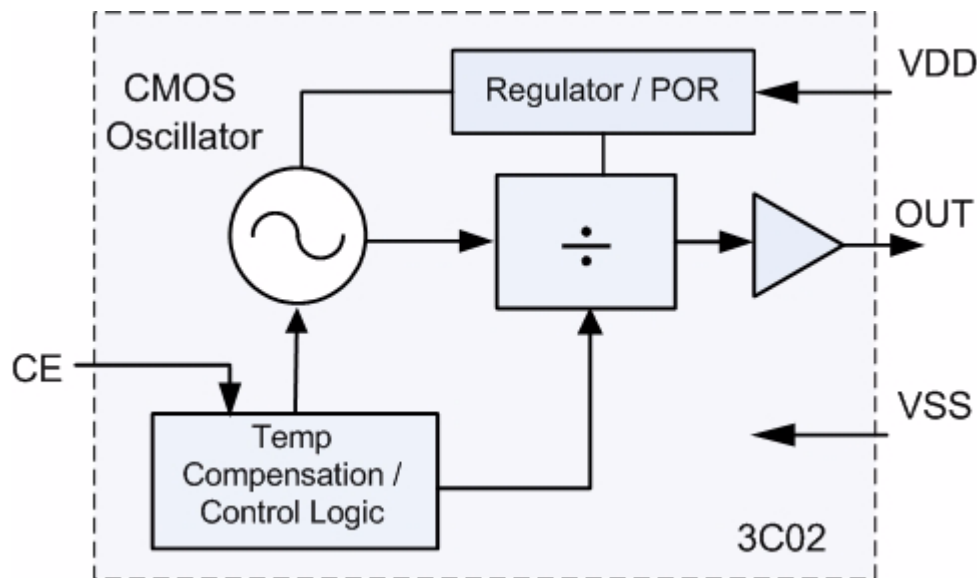 CMOS
Oscillator
Regulator / POR
VDD
÷
OUT
CE
Temp
Compensation /
Control Logic
VSS
3C02